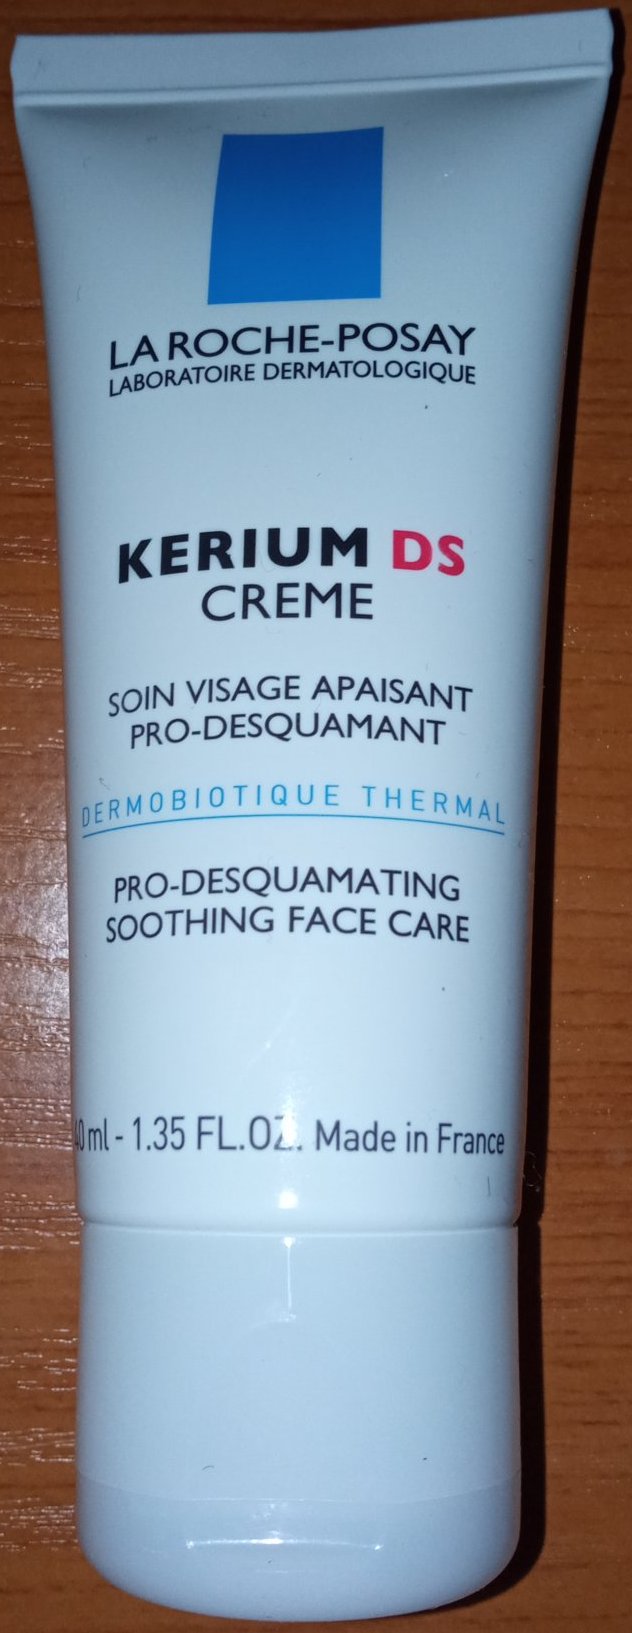 LA ROCHE-POSAY
LABORATOIRE DERMATOLOGIQUE
KERIUM DS
CREME
SOIN VISAGE APAISANT
PRO-DESQUAMANT
DERMOBIOTIQUE THERMAL
PRO-DESQUAMATING
SOOTHING FACE CARE
40 ml - 1.35 FL.OZ. Made in France